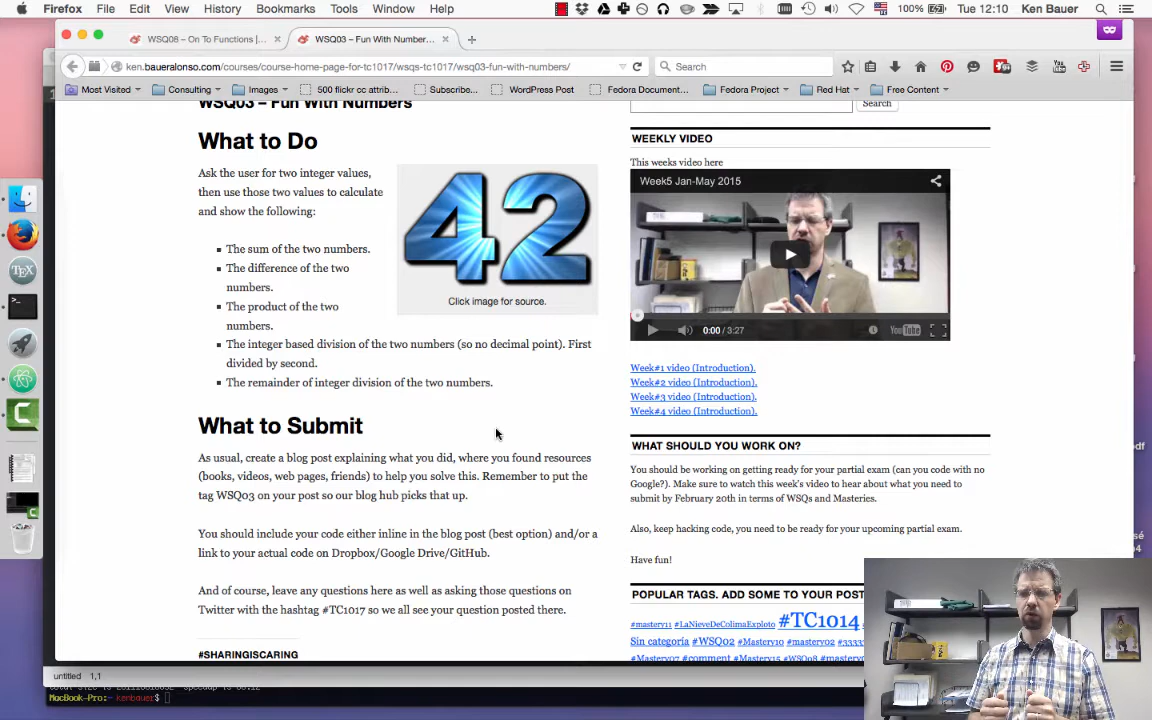 Firefox File Edit View History Bookmarks Tools Window Help 100% Tue 12:10 Ken Bauer
WSQ08 – On To Functions |...
WSQ03 – Fun With Number...
ken.baueralonso.com/courses/course-home-page-for-tc1017/wsqs-tc1017/wsq03-fun-with-numbers/
Search
Most Visited Consulting Images 500 flickr cc attrib... Subscribe... WordPress Post Fedora Document... Fedora Project Red Hat Free Content
WSQ03 – Fun With Numbers
What to Do
Ask the user for two integer values,
then use those two values to calculate
and show the following:
The sum of the two numbers.
The difference of the two
numbers.
The product of the two
numbers.
The integer based division of the two numbers (so no decimal point). First
divided by second.
The remainder of integer division of the two numbers.
42
Click image for source.
What to Submit
As usual, create a blog post explaining what you did, where you found resources
(books, videos, web pages, friends) to help you solve this. Remember to put the
tag WSQ03 on your post so our blog hub picks that up.
You should include your code either inline in the blog post (best option) and/or a
link to your actual code on Dropbox/Google Drive/GitHub.
And of course, leave any questions here as well as asking those questions on
Twitter with the hashtag #TC1017 so we all see your question posted there.
#SHARINGISCARING
Search
WEEKLY VIDEO
This weeks video here
Week5 Jan-May 2015
0:00 / 3:27
YouTube
Week#1 video (Introduction).
Week#2 video (Introduction).
Week#3 video (Introduction).
Week#4 video (Introduction).
WHAT SHOULD YOU WORK ON?
You should be working on getting ready for your partial exam (can you code with no
Google?). Make sure to watch this week's video to hear about what you need to
submit by February 20th in terms of WSQs and Masteries.
Also, keep hacking code, you need to be ready for your upcoming partial exam.
Have fun!
POPULAR TAGS. ADD SOME TO YOUR POST
#mastery11 #LaNieveDeColimaExploto #TC1014
Sin categoría #WSQ02 #Mastery10 #mastery02
#comment #Mastery15 #WSQ08
untitled 1,1
MacBook-Pro:~ kenbauer$
TEX